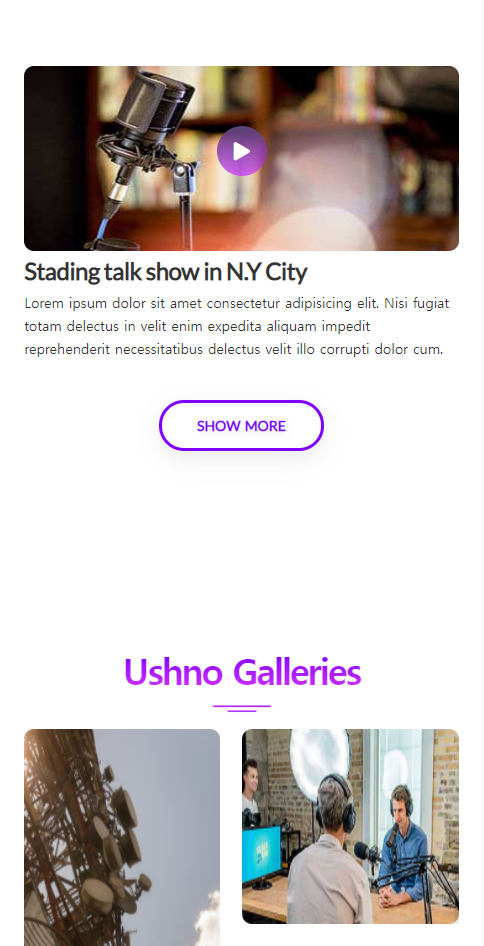 Stading talk show in N.Y City
Lorem ipsum dolor sit amet consectetur adipisicing elit. Nisi fugiat
totam delectus in velit enim expedita aliquam impedit
reprehenderit necessitatibus delectus velit illo corrupti dolor cum.
SHOW MORE
Ushno Galleries